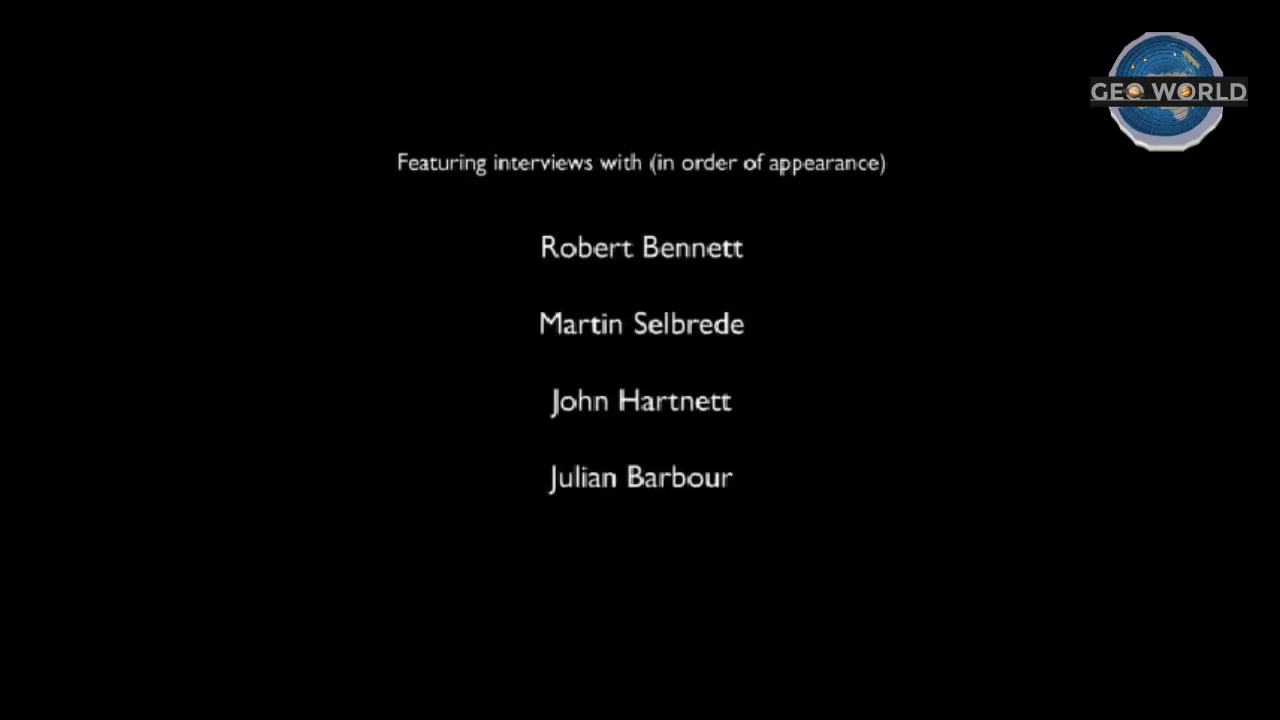 GEO WORLD
Featuring interviews with (in order of appearance)
Robert Bennett
Martin Selbrede
John Hartnett
Julian Barbour